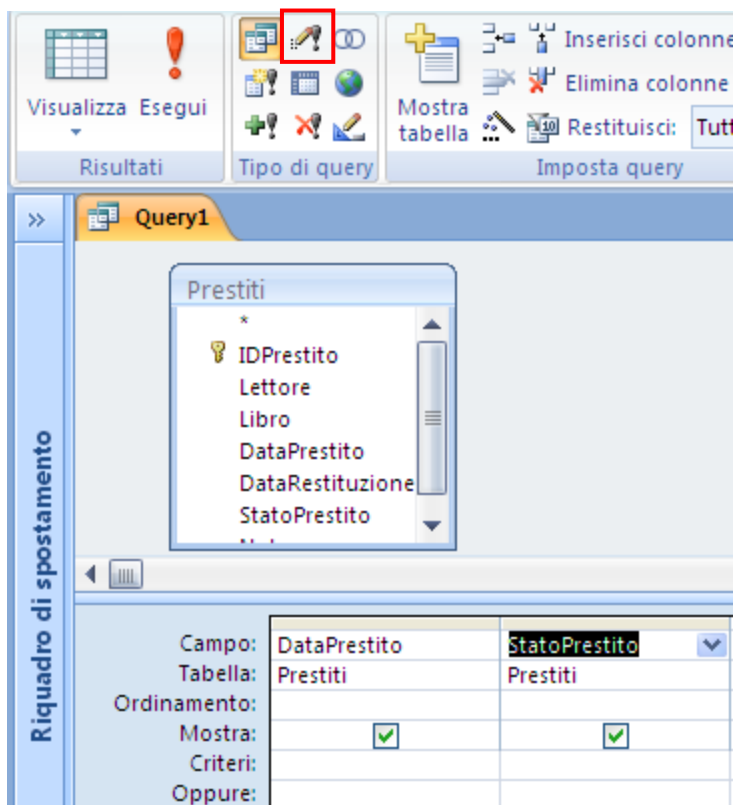 Inserisci colonne
Visualizza Esegui
Elimina colonne
Mostra
tabella
Restituisci: Tutt
Risultati
Tipo di query
Imposta query
Query1
Prestiti
*
IDPrestito
Lettore
Libro
DataPrestito
DataRestituzione
StatoPrestito
Riquadro di spostamento
Campo: DataPrestito StatoPrestito
Tabella: Prestiti Prestiti
Ordinamento:
Mostra:
Criteri:
Oppure: